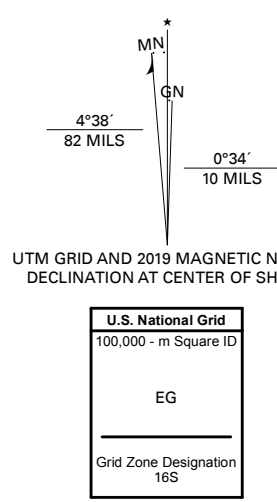 ★
MN
GN
4°38´
82 MILS
0°34´
10 MILS
UTM GRID AND 2019 MAGNETIC N
DECLINATION AT CENTER OF SH
U.S. National Grid
100,000 - m Square ID
EG
Grid Zone Designation
16S